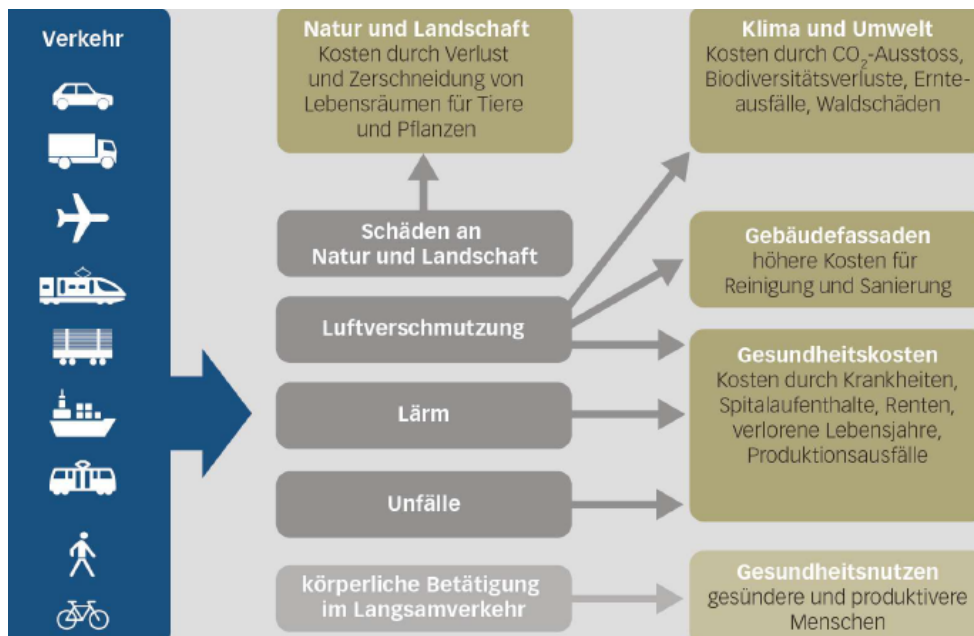 Verkehr
Natur und Landschaft
Kosten durch Verlust
und Zerschneidung von
Lebensräumen für Tiere
und Pflanzen
Klima und Umwelt
Kosten durch CO₂-Ausstoss,
Biodiversitätsverluste, Ernte-
ausfälle, Waldschäden
Schäden an
Natur und Landschaft
Gebäudefassaden
höhere Kosten für
Reinigung und Sanierung
Luftverschmutzung
Gesundheitskosten
Kosten durch Krankheiten,
Spitalaufenthalte, Renten,
verlorene Lebensjahre,
Produktionsausfälle
Lärm
Unfälle
körperliche Betätigung
im Langsamverkehr
Gesundheitsnutzen
gesündere und produktivere
Menschen